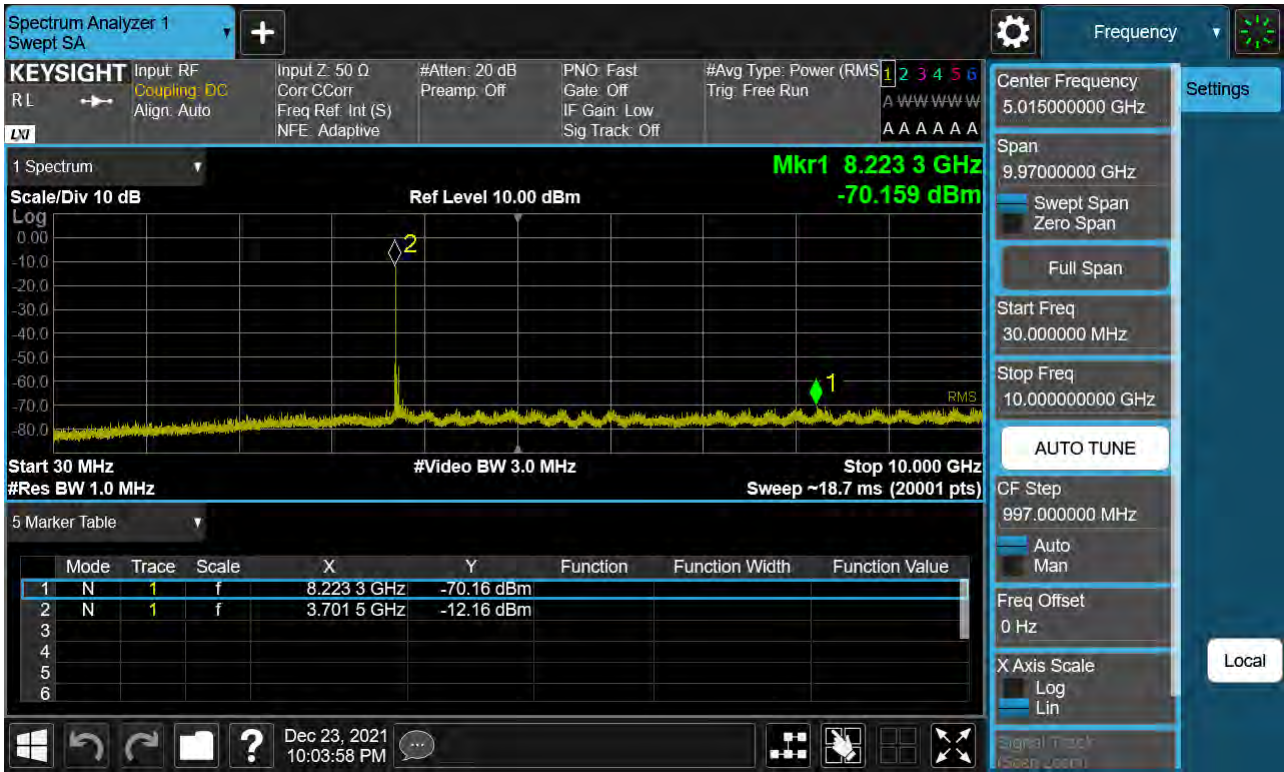 Spectrum Analyzer 1
Swept SA
Frequency
KEYSIGHT
RL
LXI
Input: RF
Coupling: DC
Align: Auto
Input Z: 50 Ω
Corr CCorr
Freq Ref: Int (S)
NFE: Adaptive
#Atten: 20 dB
Preamp: Off
PNO: Fast
Gate: Off
IF Gain: Low
Sig Track: Off
#Avg Type: Power (RMS
Trig: Free Run
1 2 3 4 5 6
A W W W W W
A A A A A A
1 Spectrum
Scale/Div 10 dB
Ref Level 10.00 dBm
Mkr1 8.223 3 GHz
-70.159 dBm
Log
0.00
-10.0
-20.0
-30.0
-40.0
-50.0
-60.0
-70.0
-80.0
2
1
RMS
Start 30 MHz
#Video BW 3.0 MHz
Stop 10.000 GHz
#Res BW 1.0 MHz
Sweep ~18.7 ms (20001 pts)
5 Marker Table
Mode Trace Scale X Y Function Function Width Function Value
1 N 1 f 8.223 3 GHz -70.16 dBm
2 N 1 f 3.701 5 GHz -12.16 dBm
3
4
5
6
Dec 23, 2021
10:03:58 PM
Center Frequency
5.015000000 GHz
Span
9.97000000 GHz
Swept Span
Zero Span
Full Span
Start Freq
30.000000 MHz
Stop Freq
10.000000000 GHz
AUTO TUNE
CF Step
997.000000 MHz
Auto
Man
Freq Offset
0 Hz
X Axis Scale
Log
Lin
Signal Track
(Span Zoom)
Settings
Local